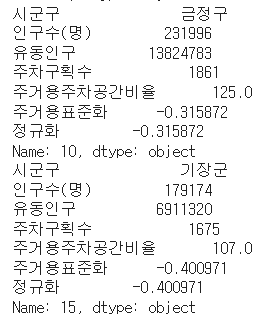 시군구 금정구
인구수(명) 231996
유동인구 13824783
주차구획수 1861
주거용주차공간비율 125.0
주거용표준화 -0.315872
정규화 -0.315872
Name: 10, dtype: object
시군구 기장군
인구수(명) 179174
유동인구 6911320
주차구획수 1675
주거용주차공간비율 107.0
주거용표준화 -0.400971
정규화 -0.400971
Name: 15, dtype: object